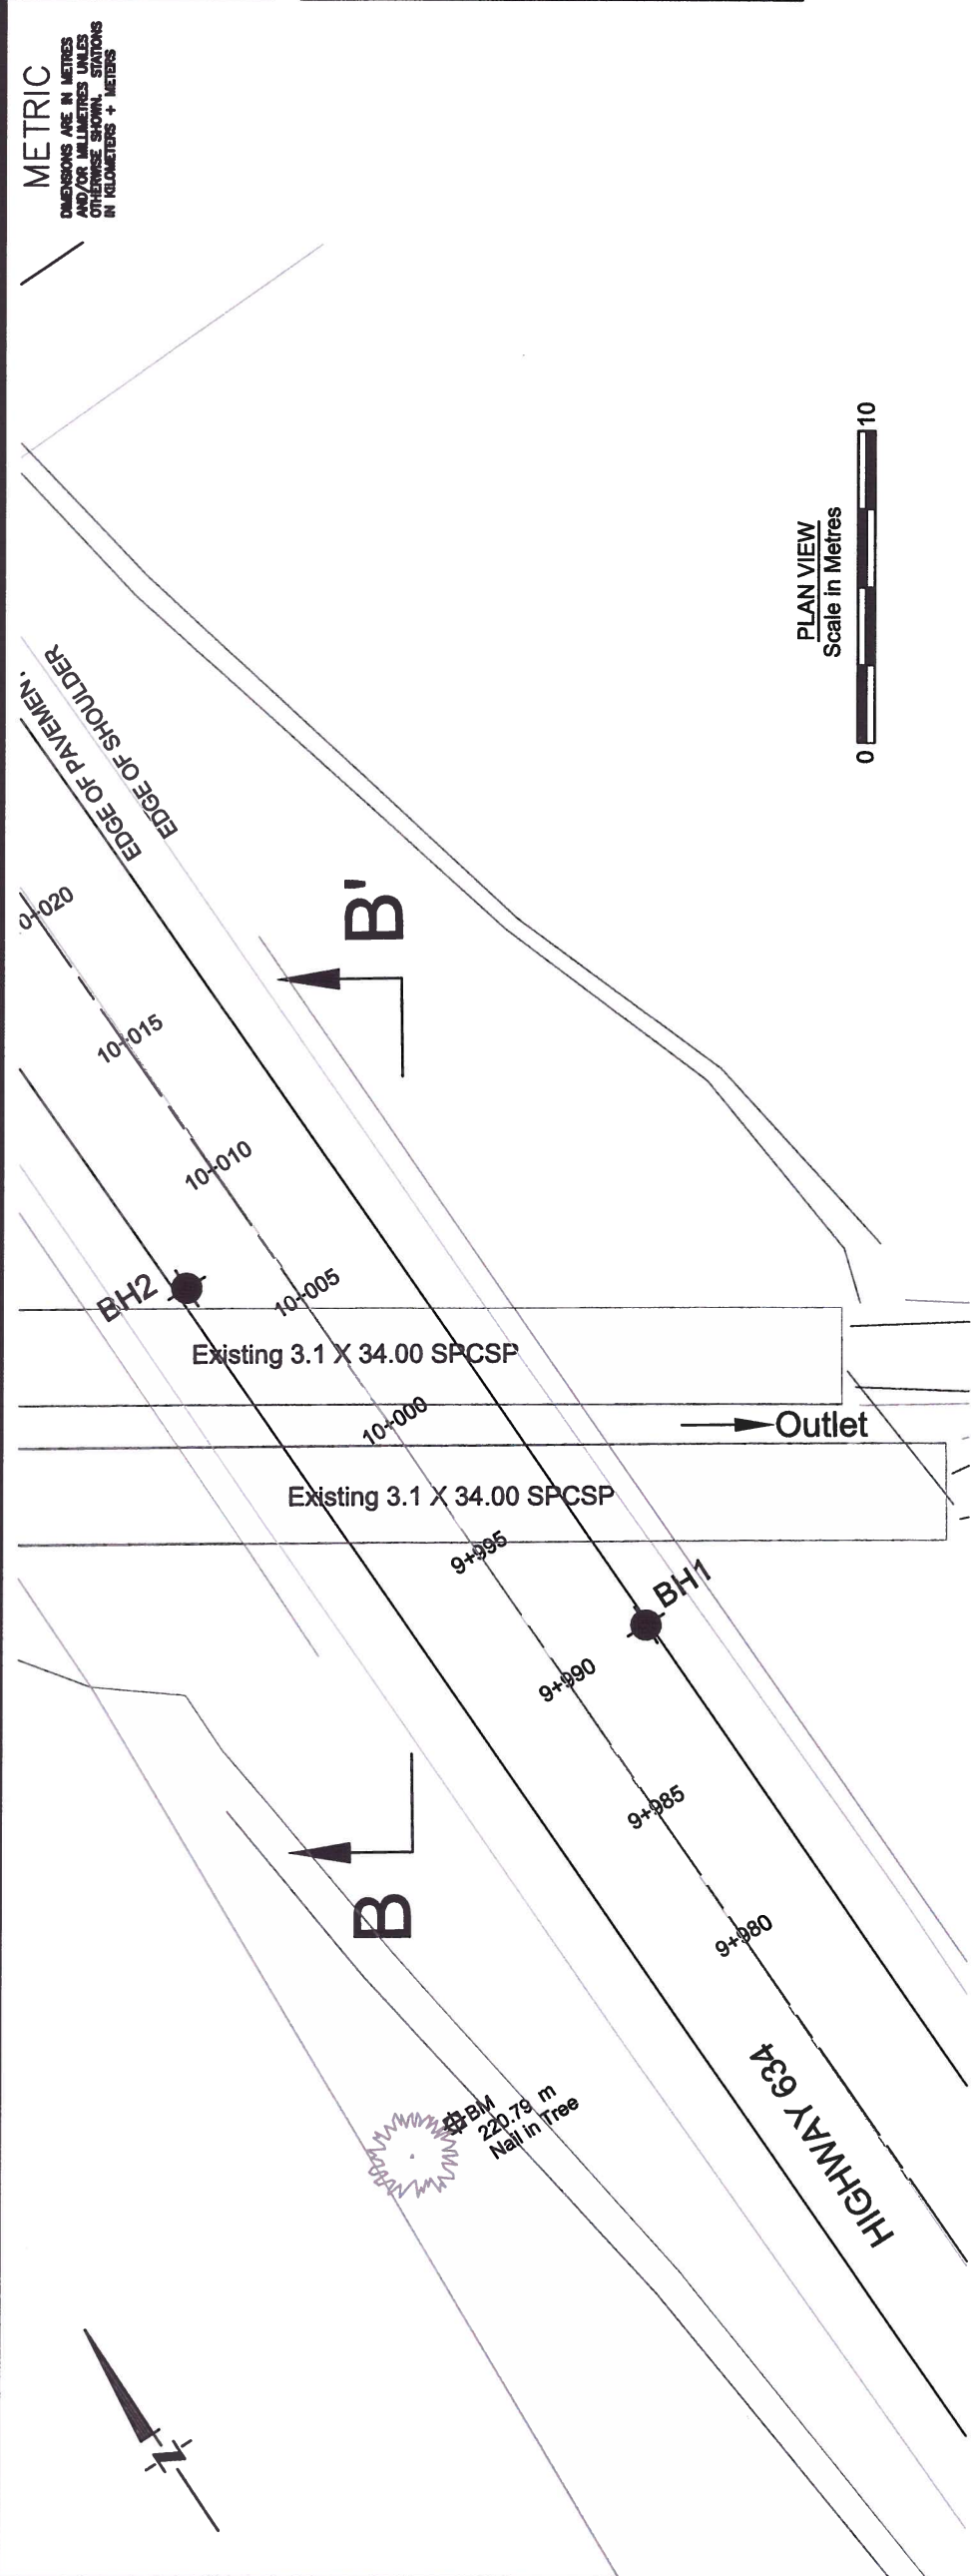 METRIC
DIMENSIONS ARE IN METRES
AND/OR MILLIMETRES UNLES
OTHERWISE SHOWN. STATIONS
IN KILOMETERS + METERS
EDGE OF PAVEMEN
EDGE OF SHOULDER
0+020
10+015
10+010
10+005
10+000
9+995
9+990
9+985
9+980
B'
BH2
Existing 3.1 X 34.00 SPCSP
Existing 3.1 X 34.00 SPCSP
Outlet
BH1
B
PLAN VIEW
Scale in Metres
0
10
BM
220.79 m
Nail in Tree
HIGHWAY 634
N